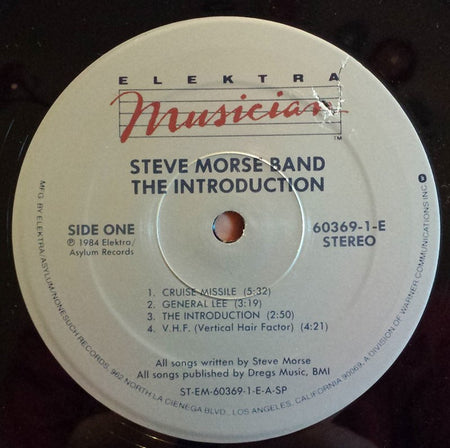 ELEKTRA
Musician
TM
STEVE MORSE BAND
THE INTRODUCTION
SIDE ONE
℗ 1984 Elektra/
Asylum Records
60369-1-E
STEREO
1. CRUISE MISSILE (5:32)
2. GENERAL LEE (3:19)
3. THE INTRODUCTION (2:50)
4. V.H.F. (Vertical Hair Factor) (4:21)
All songs written by Steve Morse
All songs published by Dregs Music, BMI
ST-EM-60369-1-E-A-SP
MFG. BY ELEKTRA/ASYLUM/NONESUCH RECORDS, 962 NORTH LA CIENEGA BLVD., LOS ANGELES, CALIFORNIA 90069, A DIVISION OF WARNER COMMUNICATIONS INC.